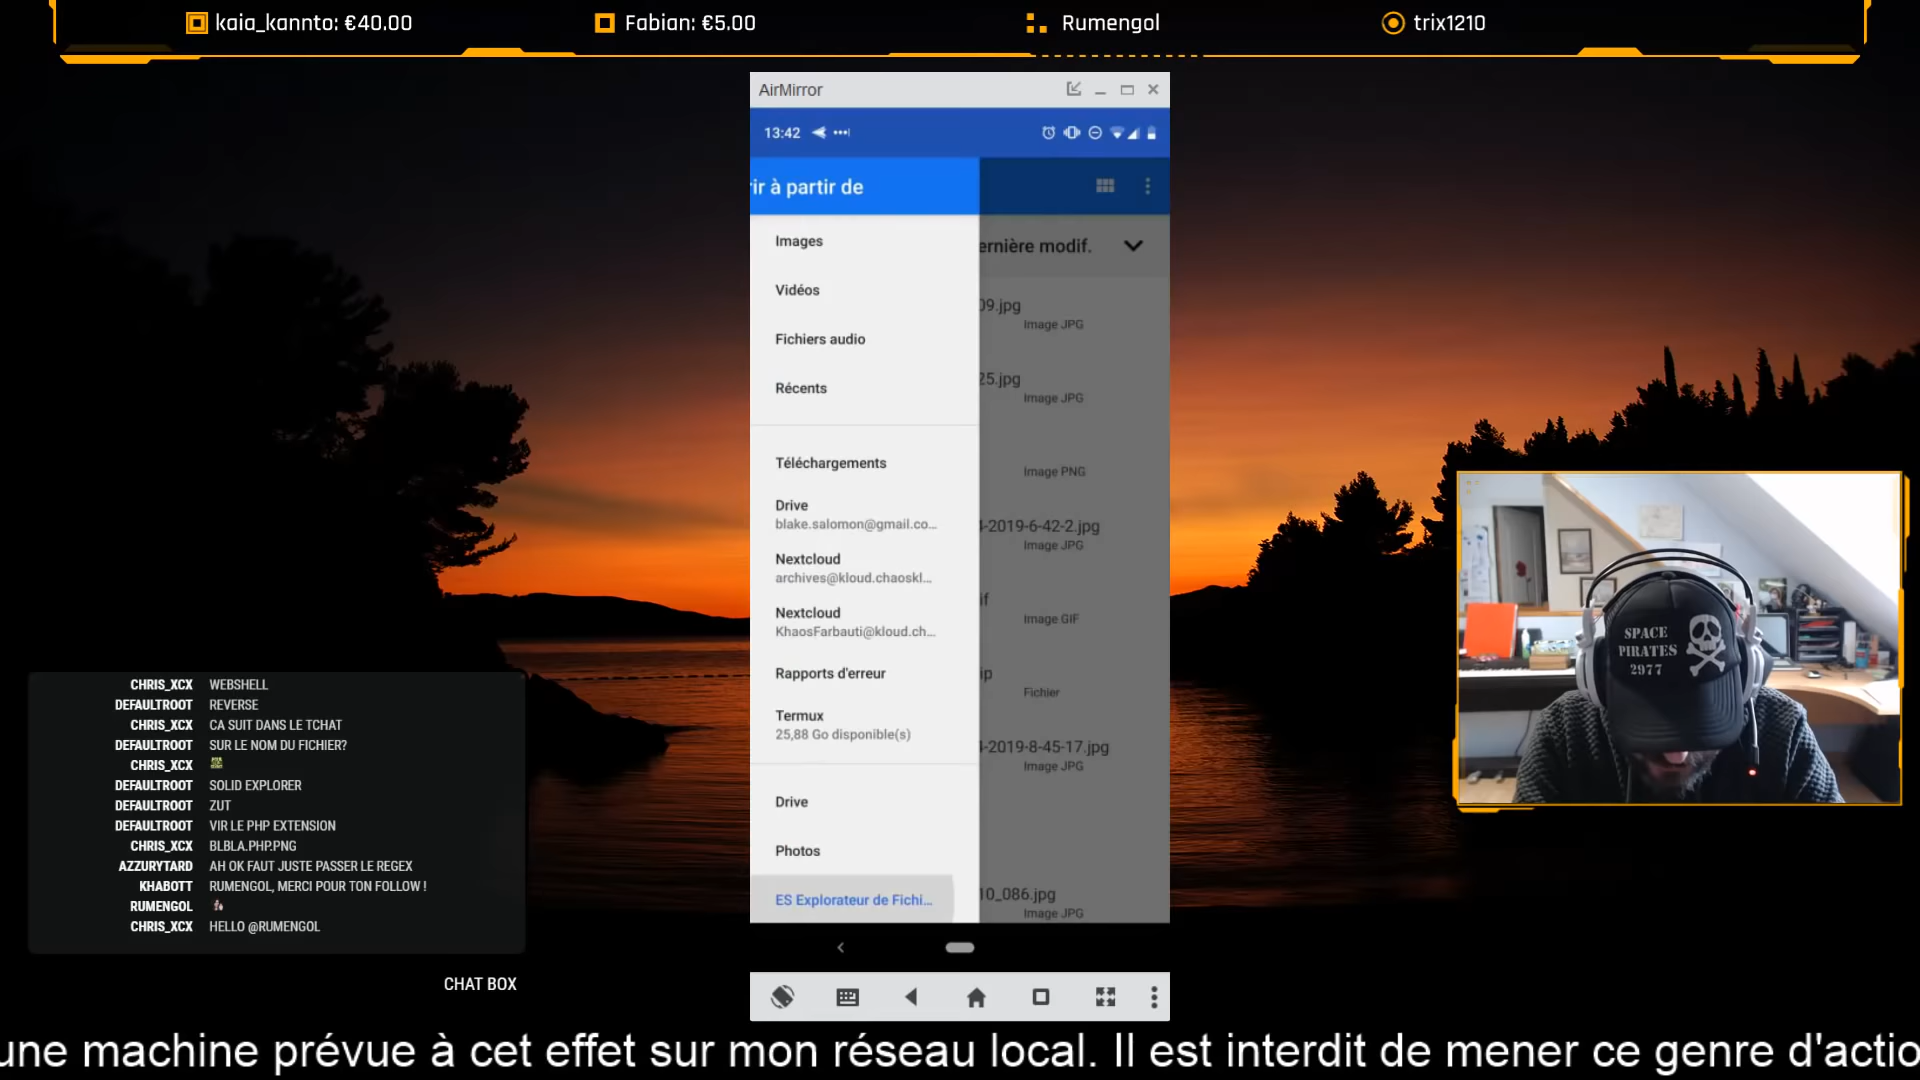 kaia_kannto: €40.00
Fabian: €5.00
Rumengol
trix1210
AirMirror
13:42
ir à partir de
Images
Vidéos
Fichiers audio
Récents
Téléchargements
Drive
blake.salomon@gmail.co...
Nextcloud
archives@kloud.chaoskl...
Nextcloud
KhaosFarbauti@kloud.ch...
Rapports d'erreur
Termux
25,88 Go disponible(s)
Drive
Photos
ES Explorateur de Fichi...
ernière modif.
09.jpg
Image JPG
25.jpg
Image JPG
Image PNG
4-2019-6-42-2.jpg
Image JPG
if
Image GIF
ip
Fichier
4-2019-8-45-17.jpg
Image JPG
10_086.jpg
Image JPG
SPACE
PIRATES
2977
CHRIS_XCX WEBSHELL
DEFAULTROOT REVERSE
CHRIS_XCX CA SUIT DANS LE TCHAT
DEFAULTROOT SUR LE NOM DU FICHIER?
CHRIS_XCX
DEFAULTROOT SOLID EXPLORER
DEFAULTROOT ZUT
DEFAULTROOT VIR LE PHP EXTENSION
CHRIS_XCX BLBLA.PHP.PNG
AZZURYTARD AH OK FAUT JUSTE PASSER LE REGEX
KHABOTT RUMENGOL, MERCI POUR TON FOLLOW !
RUMENGOL
CHRIS_XCX HELLO @RUMENGOL
CHAT BOX
une machine prévue à cet effet sur mon réseau local. Il est interdit de mener ce genre d'actio